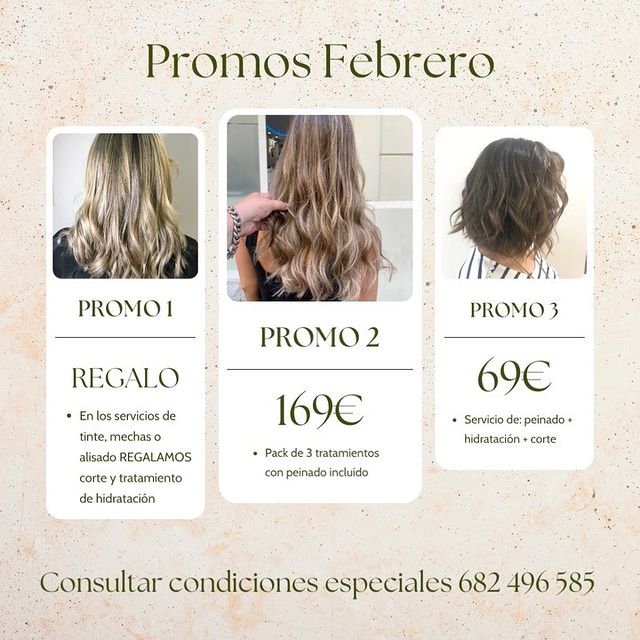 Promos Febrero
PROMO 1
REGALO
• En los servicios de
tinte, mechas o
alisado REGALAMOS
corte y tratamiento
de hidratación
PROMO 2
169€
• Pack de 3 tratamientos
con peinado incluido
PROMO 3
69€
• Servicio de: peinado +
hidratación + corte
Consultar condiciones especiales 682 496 585